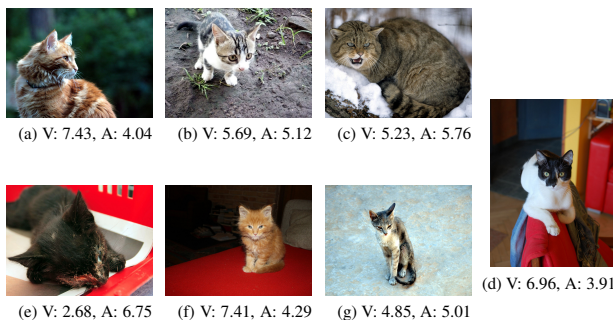 (a) V: 7.43, A: 4.04
(b) V: 5.69, A: 5.12
(c) V: 5.23, A: 5.76
(d) V: 6.96, A: 3.91
(e) V: 2.68, A: 6.75
(f) V: 7.41, A: 4.29
(g) V: 4.85, A: 5.01